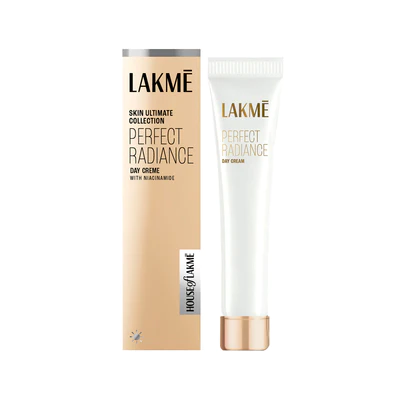 LAKMĒ
SKIN ULTIMATE
COLLECTION
PERFECT
RADIANCE
DAY CREME
WITH NIACINAMIDE
HOUSE of LAKMĒ
LAKMĒ
PERFECT
RADIANCE
DAY CREAM